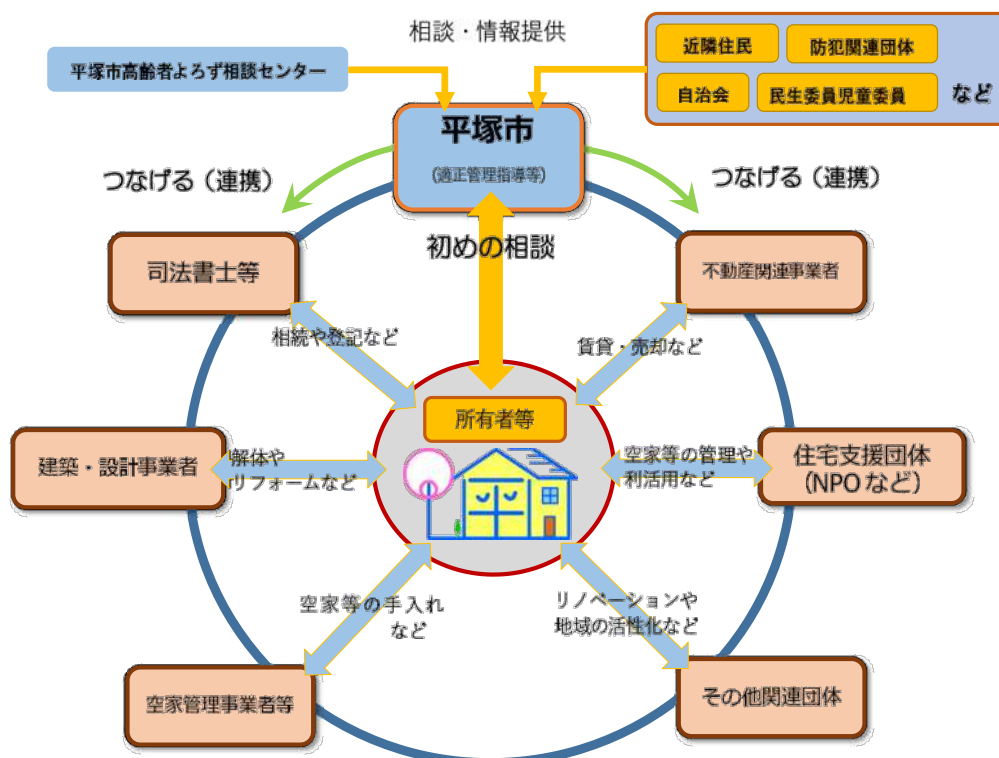 相談・情報提供
平塚市高齢者よろず相談センター
近隣住民
防犯関連団体
自治会
民生委員児童委員
など
平塚市
(適正管理指導等)
つなげる（連携）
つなげる（連携）
初めの相談
司法書士等
不動産関連事業者
相続や登記など
賃貸・売却など
所有者等
建築・設計事業者
解体や
リフォームなど
空家等の管理や
利活用など
住宅支援団体
（NPOなど）
空家等の手入れ
など
リノベーションや
地域の活性化など
空家管理事業者等
その他関連団体